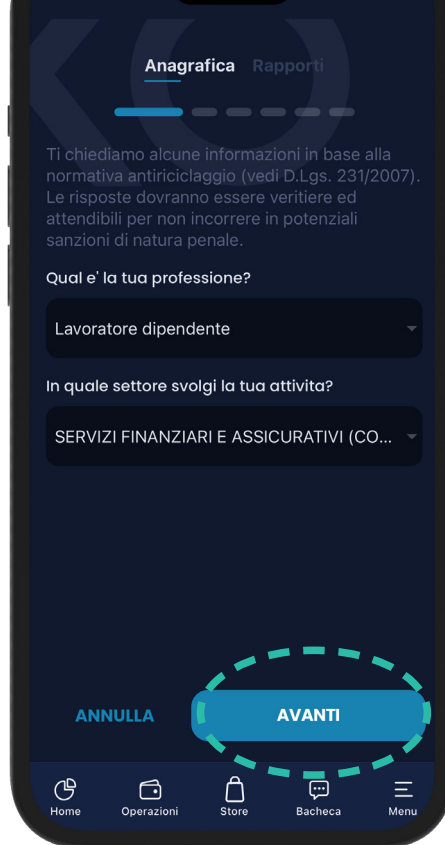 Anagrafica Rapporti
Ti chiediamo alcune informazioni in base alla
normativa antiriciclaggio (vedi D.Lgs. 231/2007).
Le risposte dovranno essere veritiere ed
attendibili per non incorrere in potenziali
sanzioni di natura penale.
Qual e' la tua professione?
Lavoratore dipendente
In quale settore svolgi la tua attivita?
SERVIZI FINANZIARI E ASSICURATIVI (CO...
ANNULLA AVANTI
Home Operazioni Store Bacheca Menu